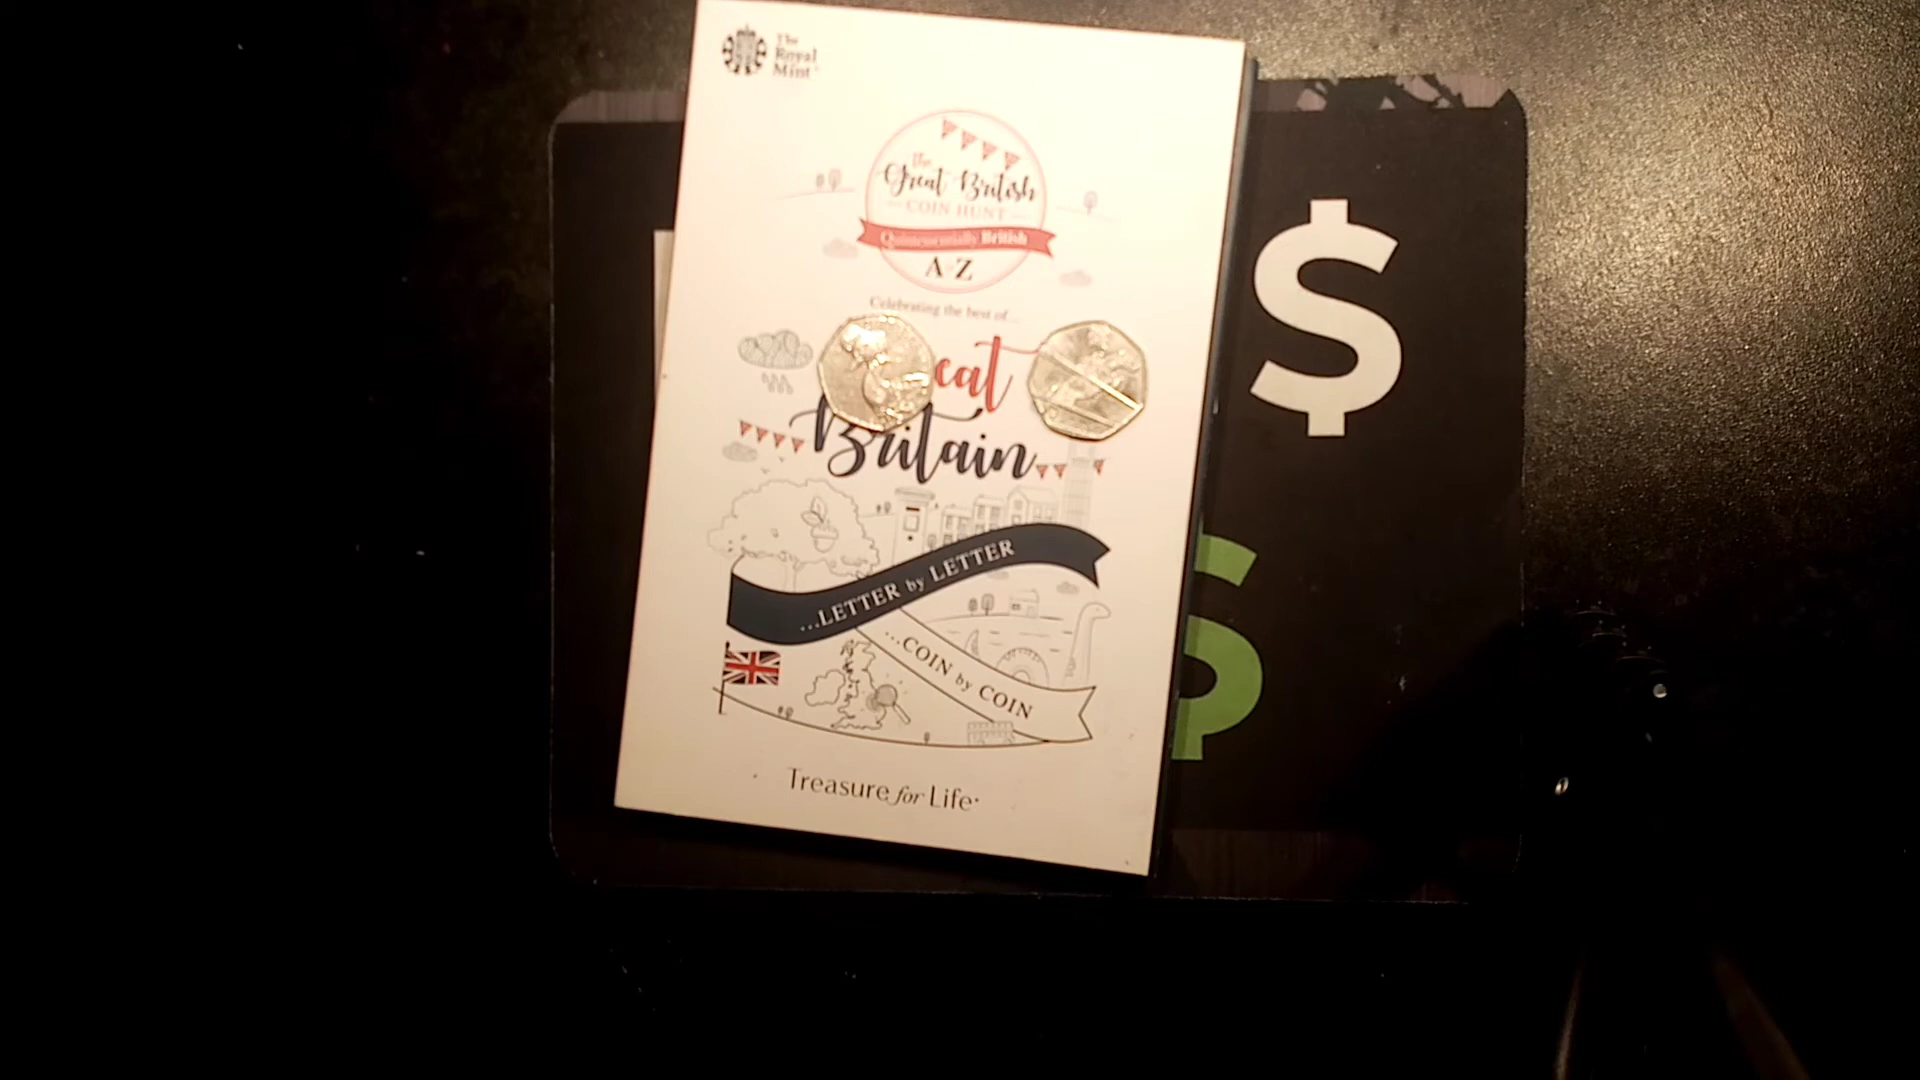 The
Royal
Mint
The
Great British
COIN HUNT
Quintessentially British
A-Z
Celebrating the best of...
eat
Britain
...LETTER by LETTER
...COIN by COIN
Treasure for Life
$
$